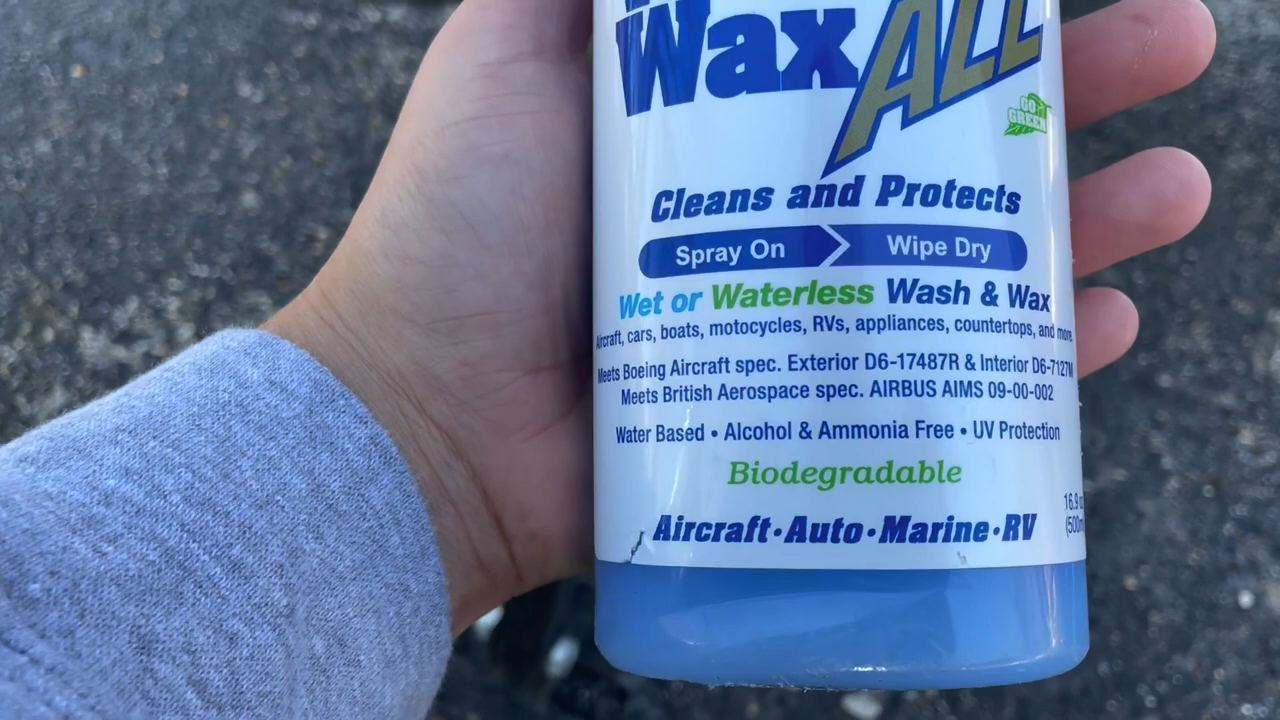 Wax ALL
GO
GREEN
Cleans and Protects
Spray On Wipe Dry
Wet or Waterless Wash & Wax
Aircraft, cars, boats, motocycles, RVs, appliances, countertops, and more
Meets Boeing Aircraft spec. Exterior D6-17487R & Interior D6-7127M
Meets British Aerospace spec. AIRBUS AIMS 09-00-002
Water Based • Alcohol & Ammonia Free • UV Protection
Biodegradable
16.9
(500
Aircraft·Auto·Marine·RV